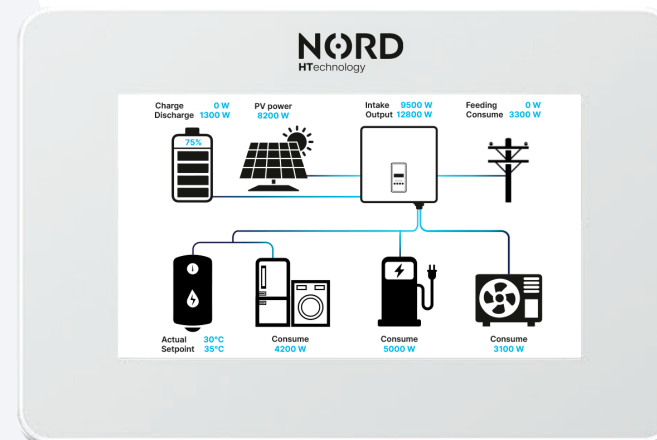 NORD
HTechnology
Charge 0 W
Discharge 1300 W
PV power
8200 W
Intake 9500 W
Output 12800 W
Feeding 0 W
Consume 3300 W
75%
Actual 30°C
Setpoint 35°C
Consume
4200 W
Consume
5000 W
Consume
3100 W